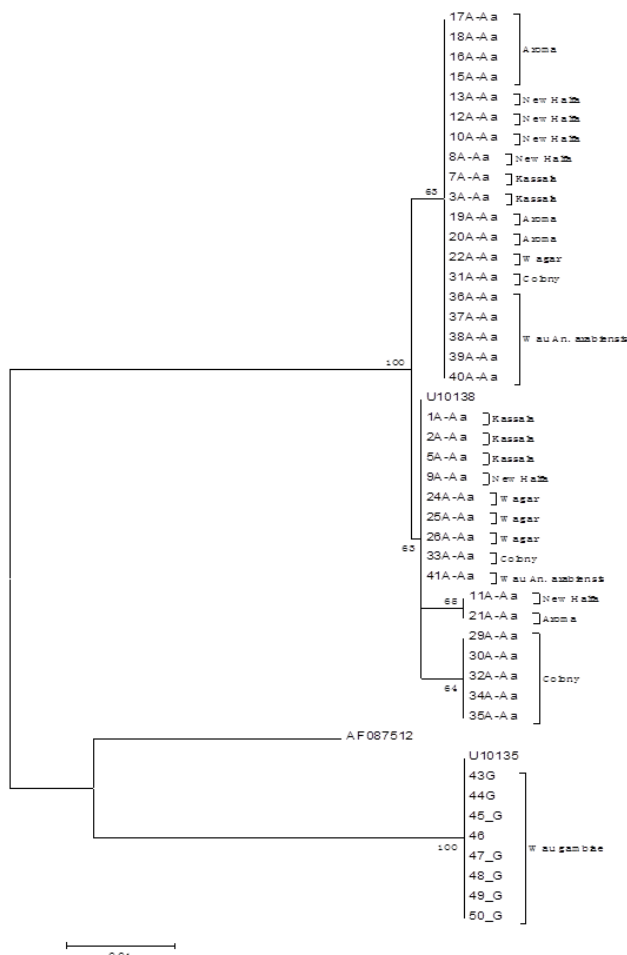 17A-Aa
18A-Aa
16A-Aa
15A-Aa
Aroma
13A-Aa New Halfa
12A-Aa New Halfa
10A-Aa New Halfa
8A-Aa New Halfa
7A-Aa Kassala
3A-Aa Kassala
63
19A-Aa Aroma
20A-Aa Aroma
22A-Aa Wagar
31A-Aa Colony
36A-Aa
37A-Aa
38A-Aa
39A-Aa
40A-Aa
Wau An. arabiensis
100
U10138
1A-Aa Kassala
2A-Aa Kassala
5A-Aa Kassala
9A-Aa New Halfa
24A-Aa Wagar
25A-Aa Wagar
26A-Aa Wagar
63
33A-Aa Colony
41A-Aa Wau An. arabiensis
11A-Aa New Halfa
21A-Aa Aroma
29A-Aa
30A-Aa
32A-Aa
34A-Aa
35A-Aa
Colony
64
AF087512
U10135
43G
44G
45_G
46
47_G
48_G
49_G
50_G
Wau gambiae
100